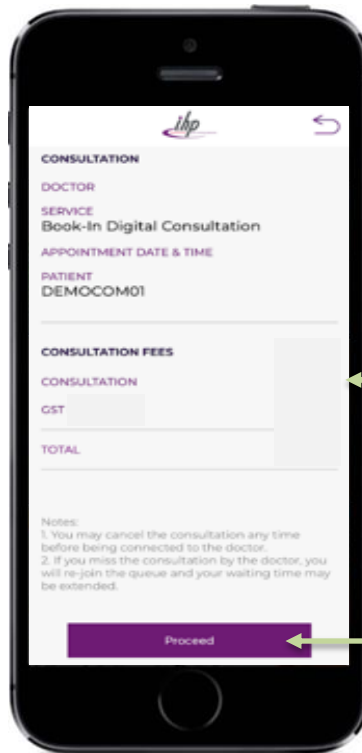 ihp
CONSULTATION
DOCTOR
SERVICE
Book-In Digital Consultation
APPOINTMENT DATE & TIME
PATIENT
DEMOCOM01
CONSULTATION FEES
CONSULTATION
GST
TOTAL
Notes:
1. You may cancel the consultation any time
before being connected to the doctor.
2. If you miss the consultation by the doctor, you
will re-join the queue and your waiting time may
be extended.
Proceed